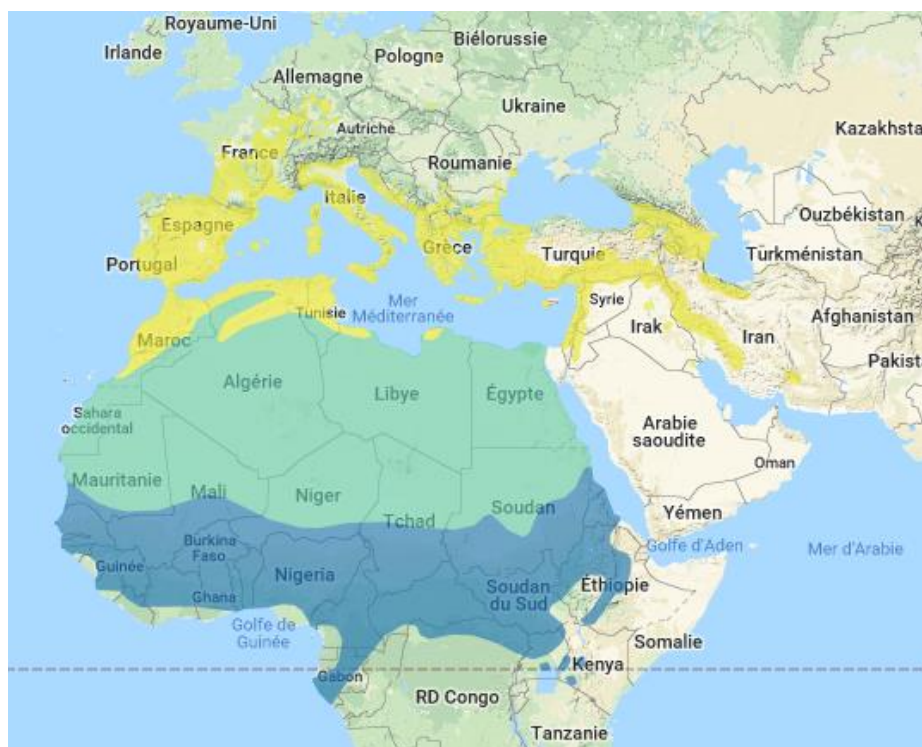 Royaume-Uni
Irlande
Biélorussie
Pologne
Allemagne
Ukraine
Autriche
Kazakhsta
France
Roumanie
Italie
Ouzbékistan
Espagne
Grèce
Turquie
Turkménistan
Portugal
Mer
Méditerranée
Tunisie
Syrie
Afghanistan
Maroc
Irak
Iran
Pakist
Algérie
Libye
Égypte
Sahara
occidental
Arabie
saoudite
Oman
Mauritanie
Mali
Niger
Tchad
Soudan
Yémen
Burkina
Faso
Golfe d'Aden
Mer d'Arabie
Guinée
Nigeria
Ghana
Soudan
du Sud
Éthiopie
Golfe de
Guinée
Somalie
Kenya
Gabon
RD Congo
Tanzanie